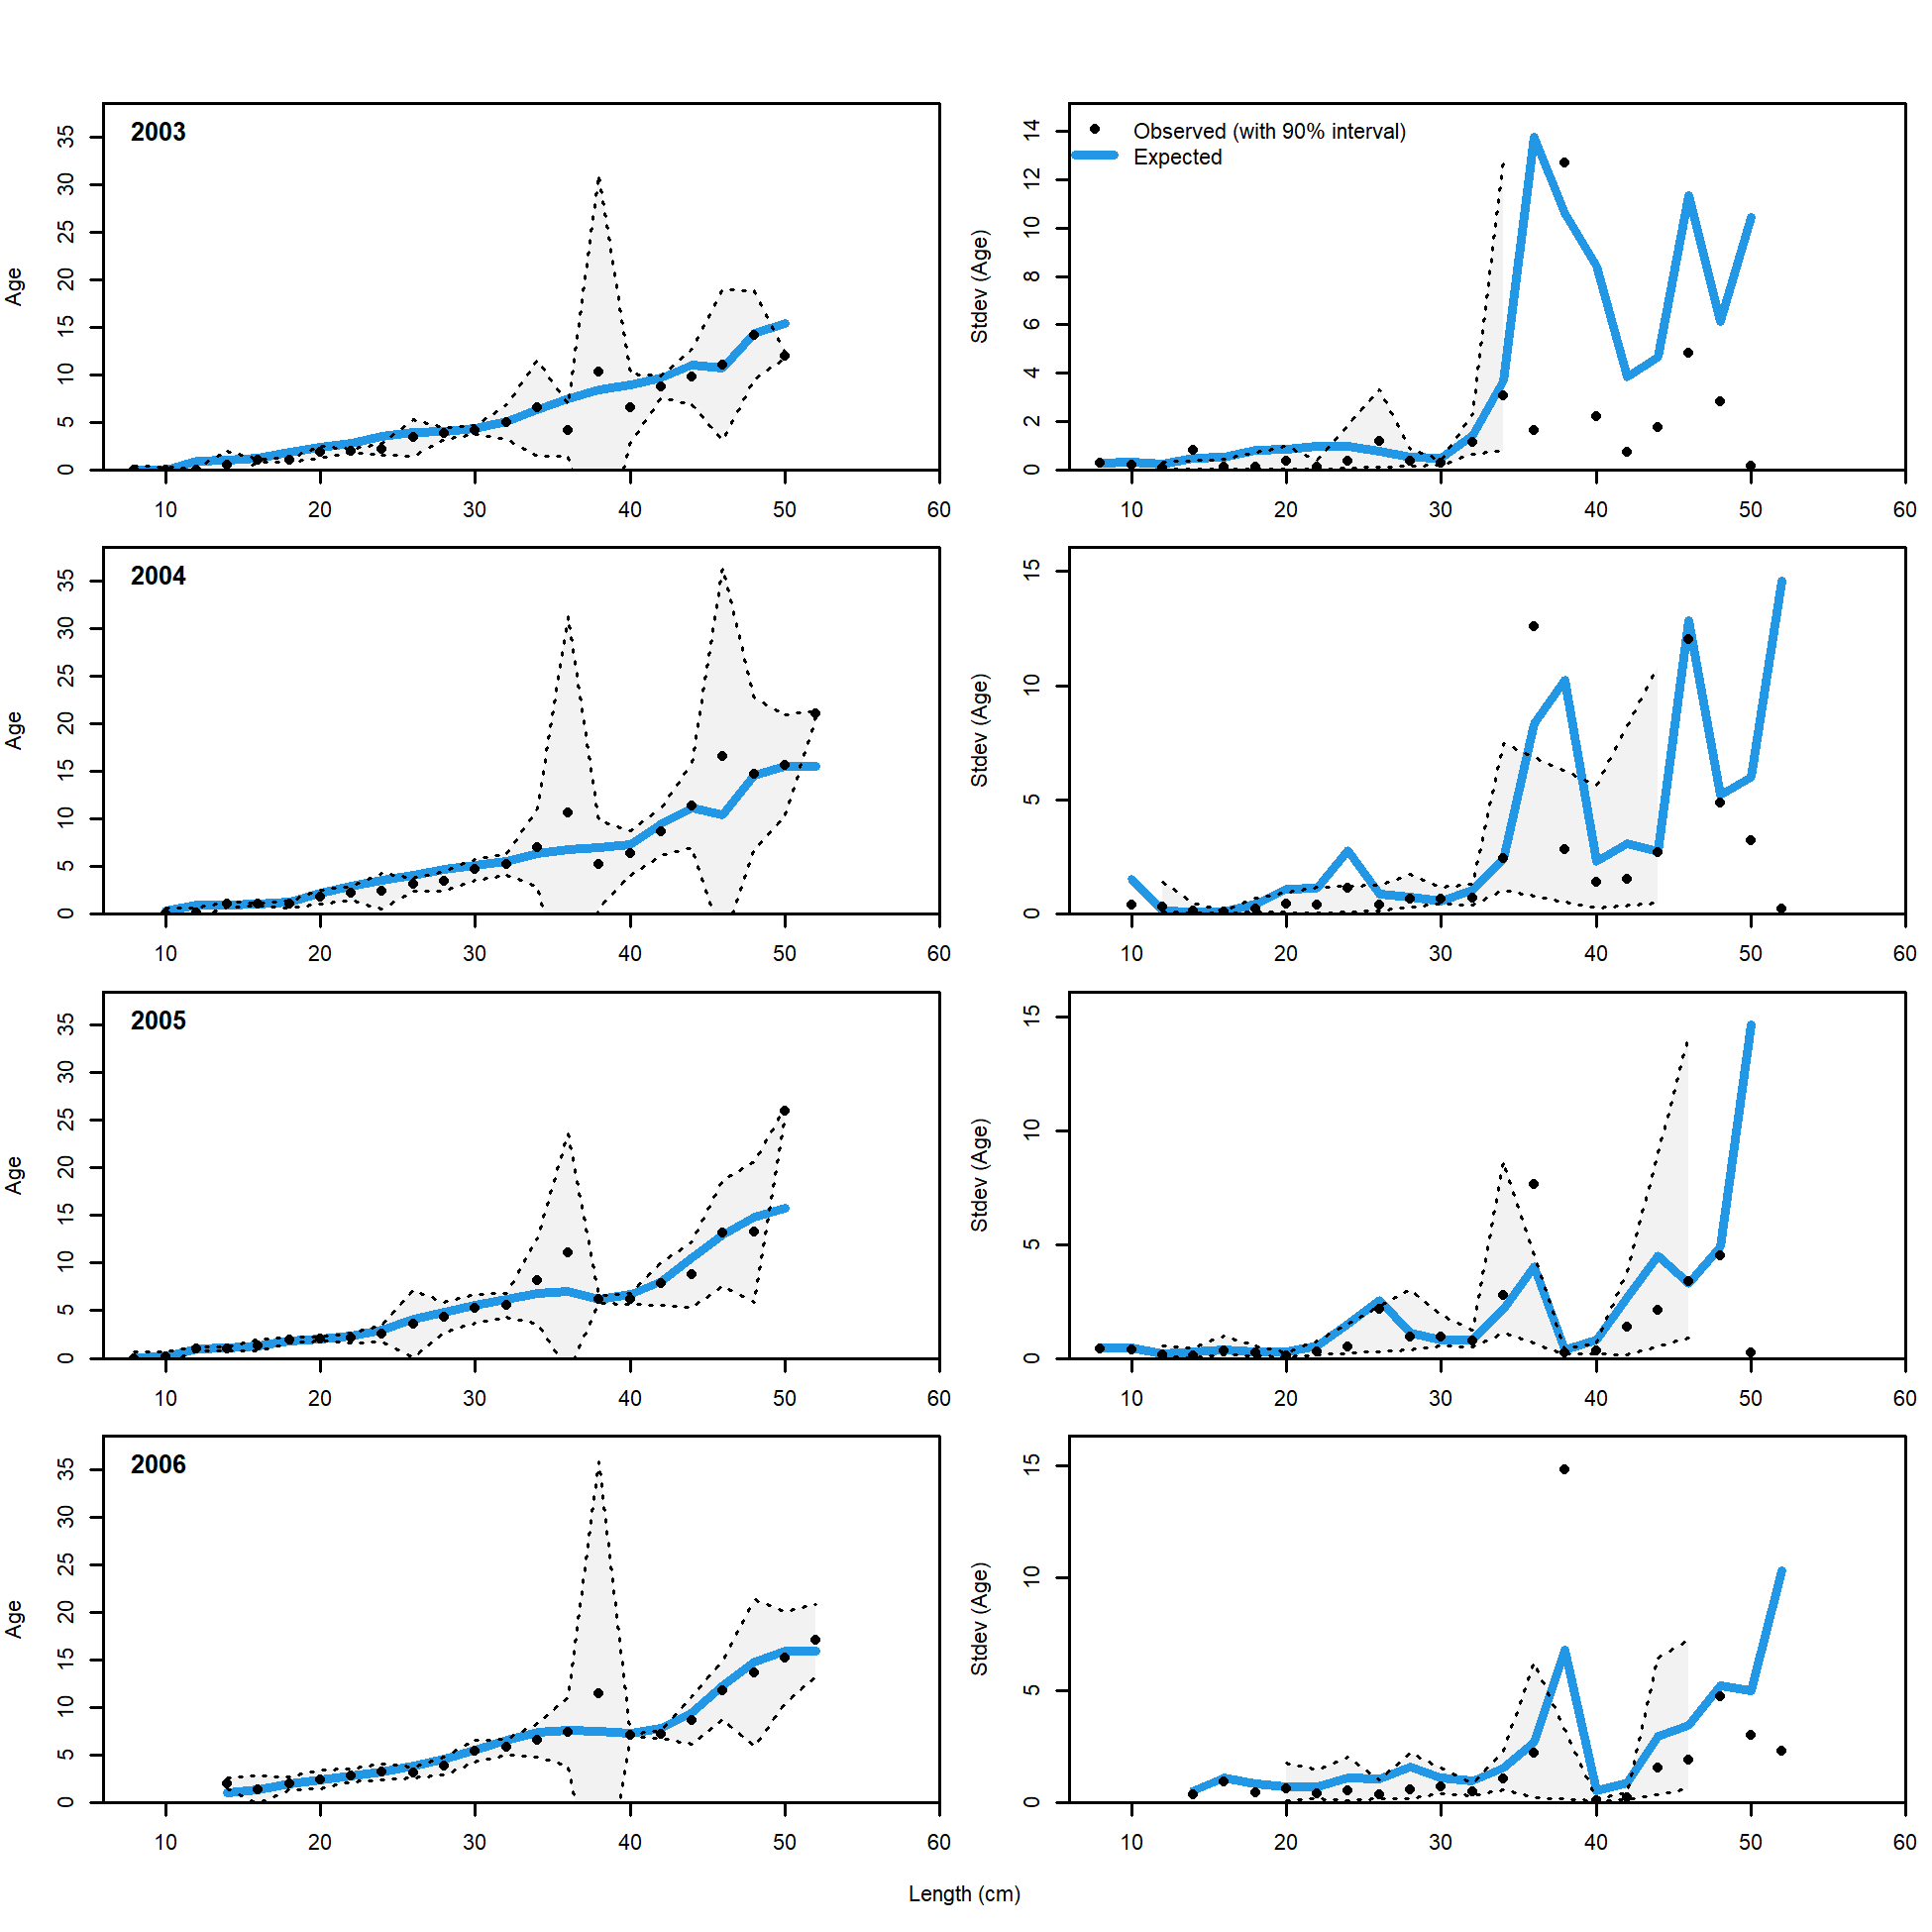 2003
Age
0 5 10 15 20 25 30 35
10 20 30 40 50 60
Observed (with 90% interval)
Expected
Stdev (Age)
0 2 4 6 8 10 12 14
10 20 30 40 50 60
2004
Age
0 5 10 15 20 25 30 35
10 20 30 40 50 60
Stdev (Age)
0 5 10 15
10 20 30 40 50 60
2005
Age
0 5 10 15 20 25 30 35
10 20 30 40 50 60
Stdev (Age)
0 5 10 15
10 20 30 40 50 60
2006
Age
0 5 10 15 20 25 30 35
10 20 30 40 50 60
Stdev (Age)
0 5 10 15
10 20 30 40 50 60
Length (cm)